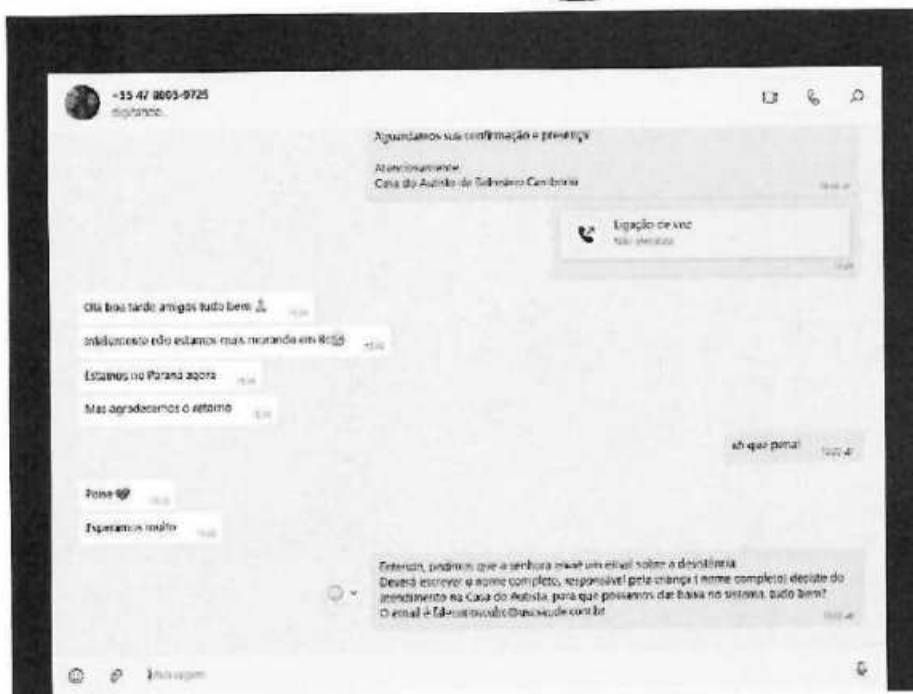 +55 47 8805-9725
digitando...
Aguardamos sua confirmação e presença
Atenciosamente
Casa do Autista de Balneário Camboriú
Ligação de voz
Não atendida
Olá boa tarde amigos tudo bem
Infelizmente não estamos mais morando em
Estamos no Paraná agora
Mas agradecemos o retorno
ah que pena!
Poise
Esperamos muito
pedimos que a senhora envie um email sobre a desistência
Deverá escrever o nome completo, responsável pela criança ( nome completo) desiste do
atendimento na Casa do Autista, para que possamos dar baixa no sistema, tudo bem?
O email é
Mensagem